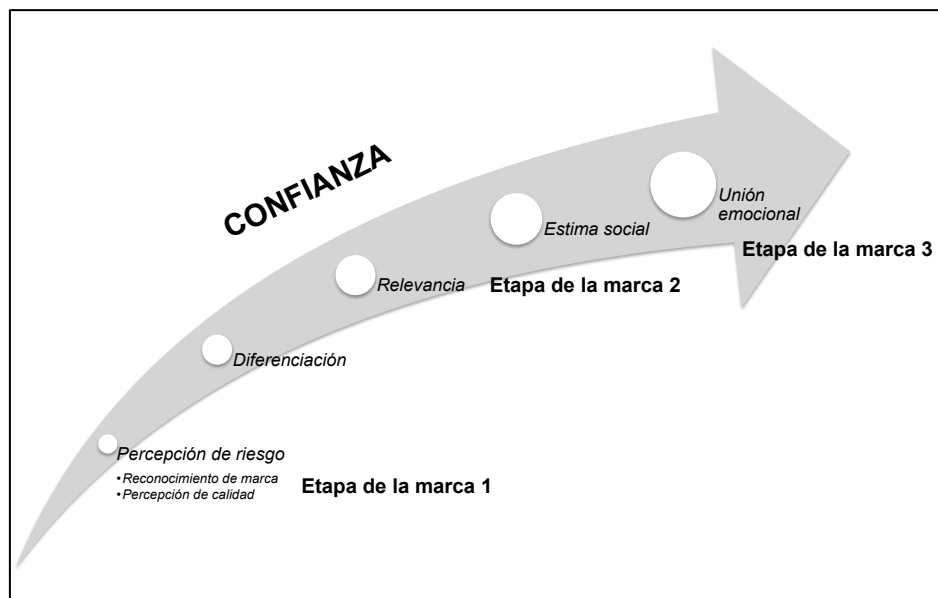 CONFIANZA
Unión
emocional
Estima social
Etapa de la marca 3
Relevancia
Etapa de la marca 2
Diferenciación
Percepción de riesgo
•Reconocimiento de marca
•Percepción de calidad
Etapa de la marca 1